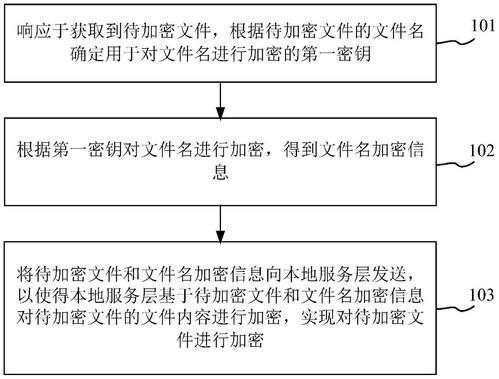 响应于获取到待加密文件，根据待加密文件的文件名
确定用于对文件名进行加密的第一密钥
101
根据第一密钥对文件名进行加密，得到文件名加密信
息
102
将待加密文件和文件名加密信息向本地服务层发送，
以使得本地服务层基于待加密文件和文件名加密信息
对待加密文件的文件内容进行加密，实现对待加密文
件进行加密
103